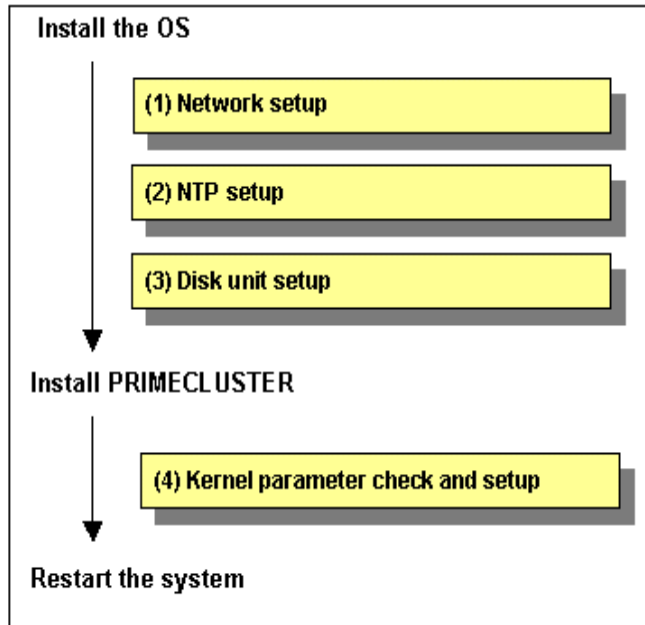 Install the OS
(1) Network setup
(2) NTP setup
(3) Disk unit setup
Install PRIMECLUSTER
(4) Kernel parameter check and setup
Restart the system